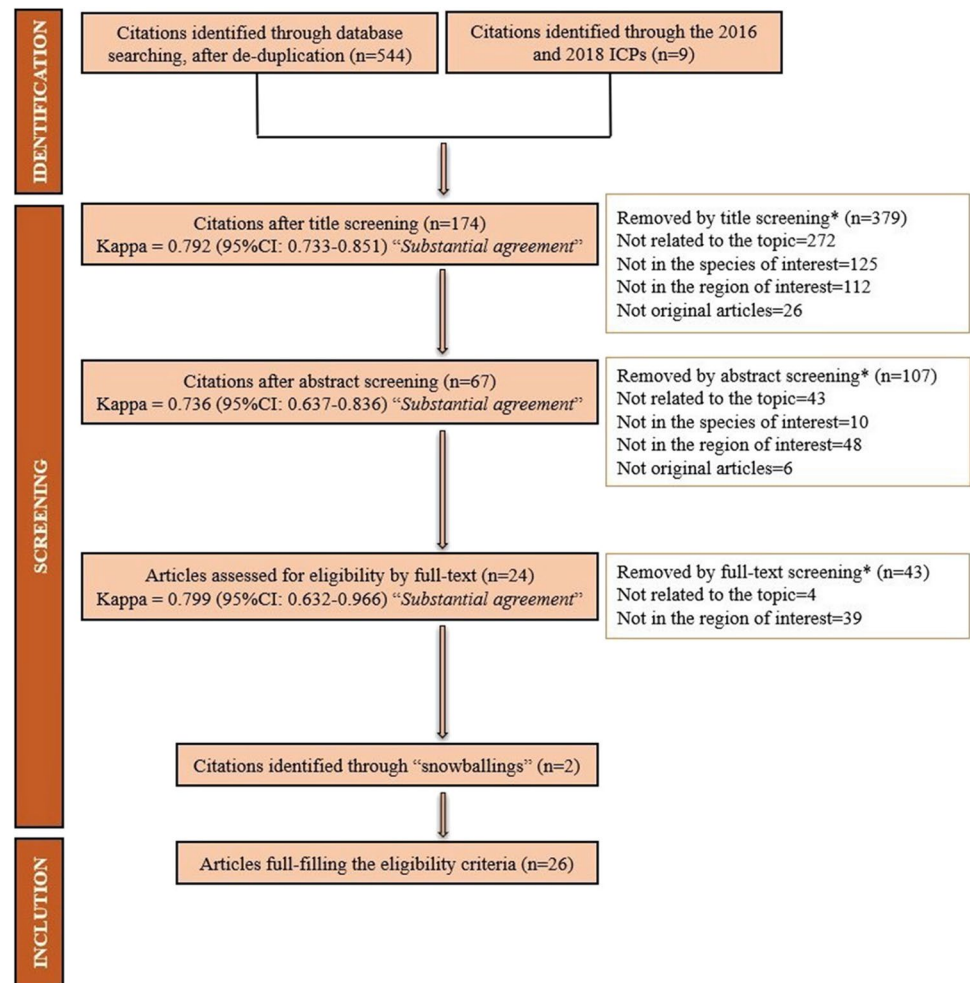 IDENTIFICATION
Citations identified through database
searching, after de-duplication (n=544)
Citations identified through the 2016
and 2018 ICPs (n=9)
SCREENING
Citations after title screening (n=174)
Kappa = 0.792 (95%CI: 0.733-0.851) “Substantial agreement”
Removed by title screening* (n=379)
Not related to the topic=272
Not in the species of interest=125
Not in the region of interest=112
Not original articles=26
Citations after abstract screening (n=67)
Kappa = 0.736 (95%CI: 0.637-0.836) “Substantial agreement”
Removed by abstract screening* (n=107)
Not related to the topic=43
Not in the species of interest=10
Not in the region of interest=48
Not original articles=6
Articles assessed for eligibility by full-text (n=24)
Kappa = 0.799 (95%CI: 0.632-0.966) “Substantial agreement”
Removed by full-text screening* (n=43)
Not related to the topic=4
Not in the region of interest=39
Citations identified through “snowballings” (n=2)
INCLUTION
Articles full-filling the eligibility criteria (n=26)